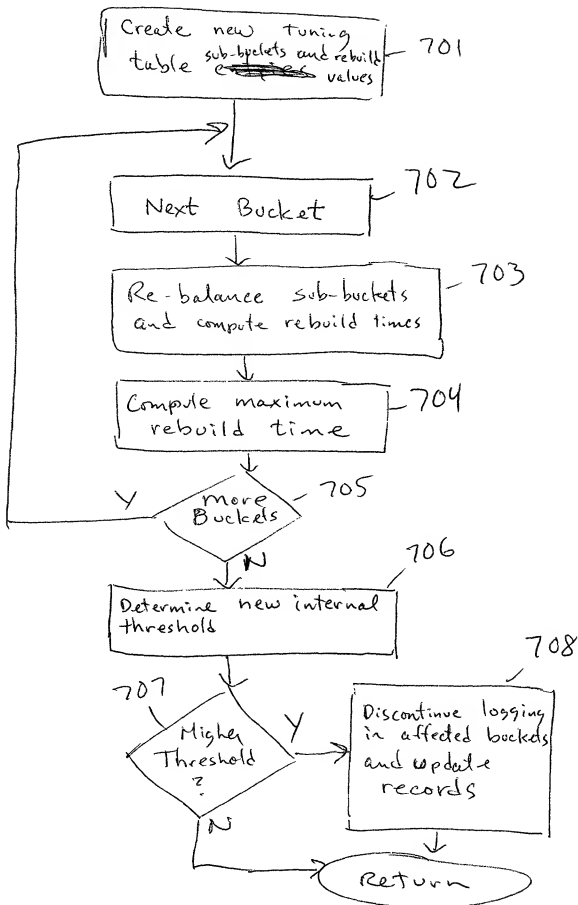 Create new tuning
table sub-buckets and rebuild
values
701
702
Next Bucket
703
Re-balance sub-buckets
and compute rebuild times
Compute maximum
rebuild time
704
705
Y
More
Buckets
N
706
Determine new internal
threshold
708
707
Higher
Threshold
?
Y
N
Discontinue logging
in affected buckets
and update
records
Return